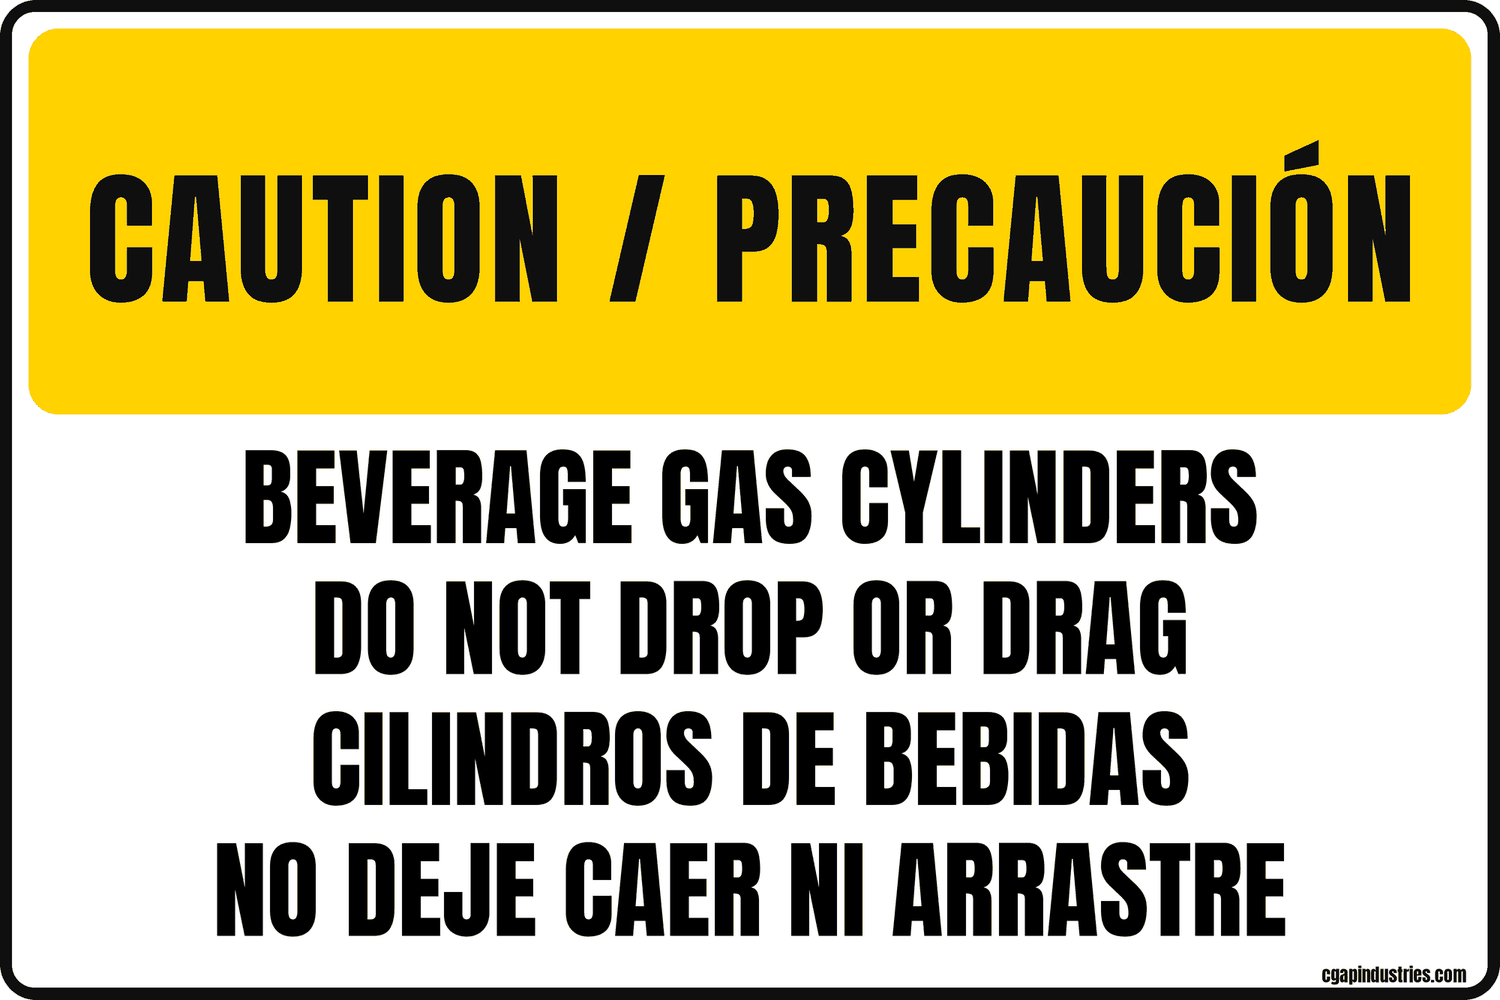 CAUTION / PRECAUCIÓN
BEVERAGE GAS CYLINDERS
DO NOT DROP OR DRAG
CILINDROS DE BEBIDAS
NO DEJE CAER NI ARRASTRE
cgapindustries.com